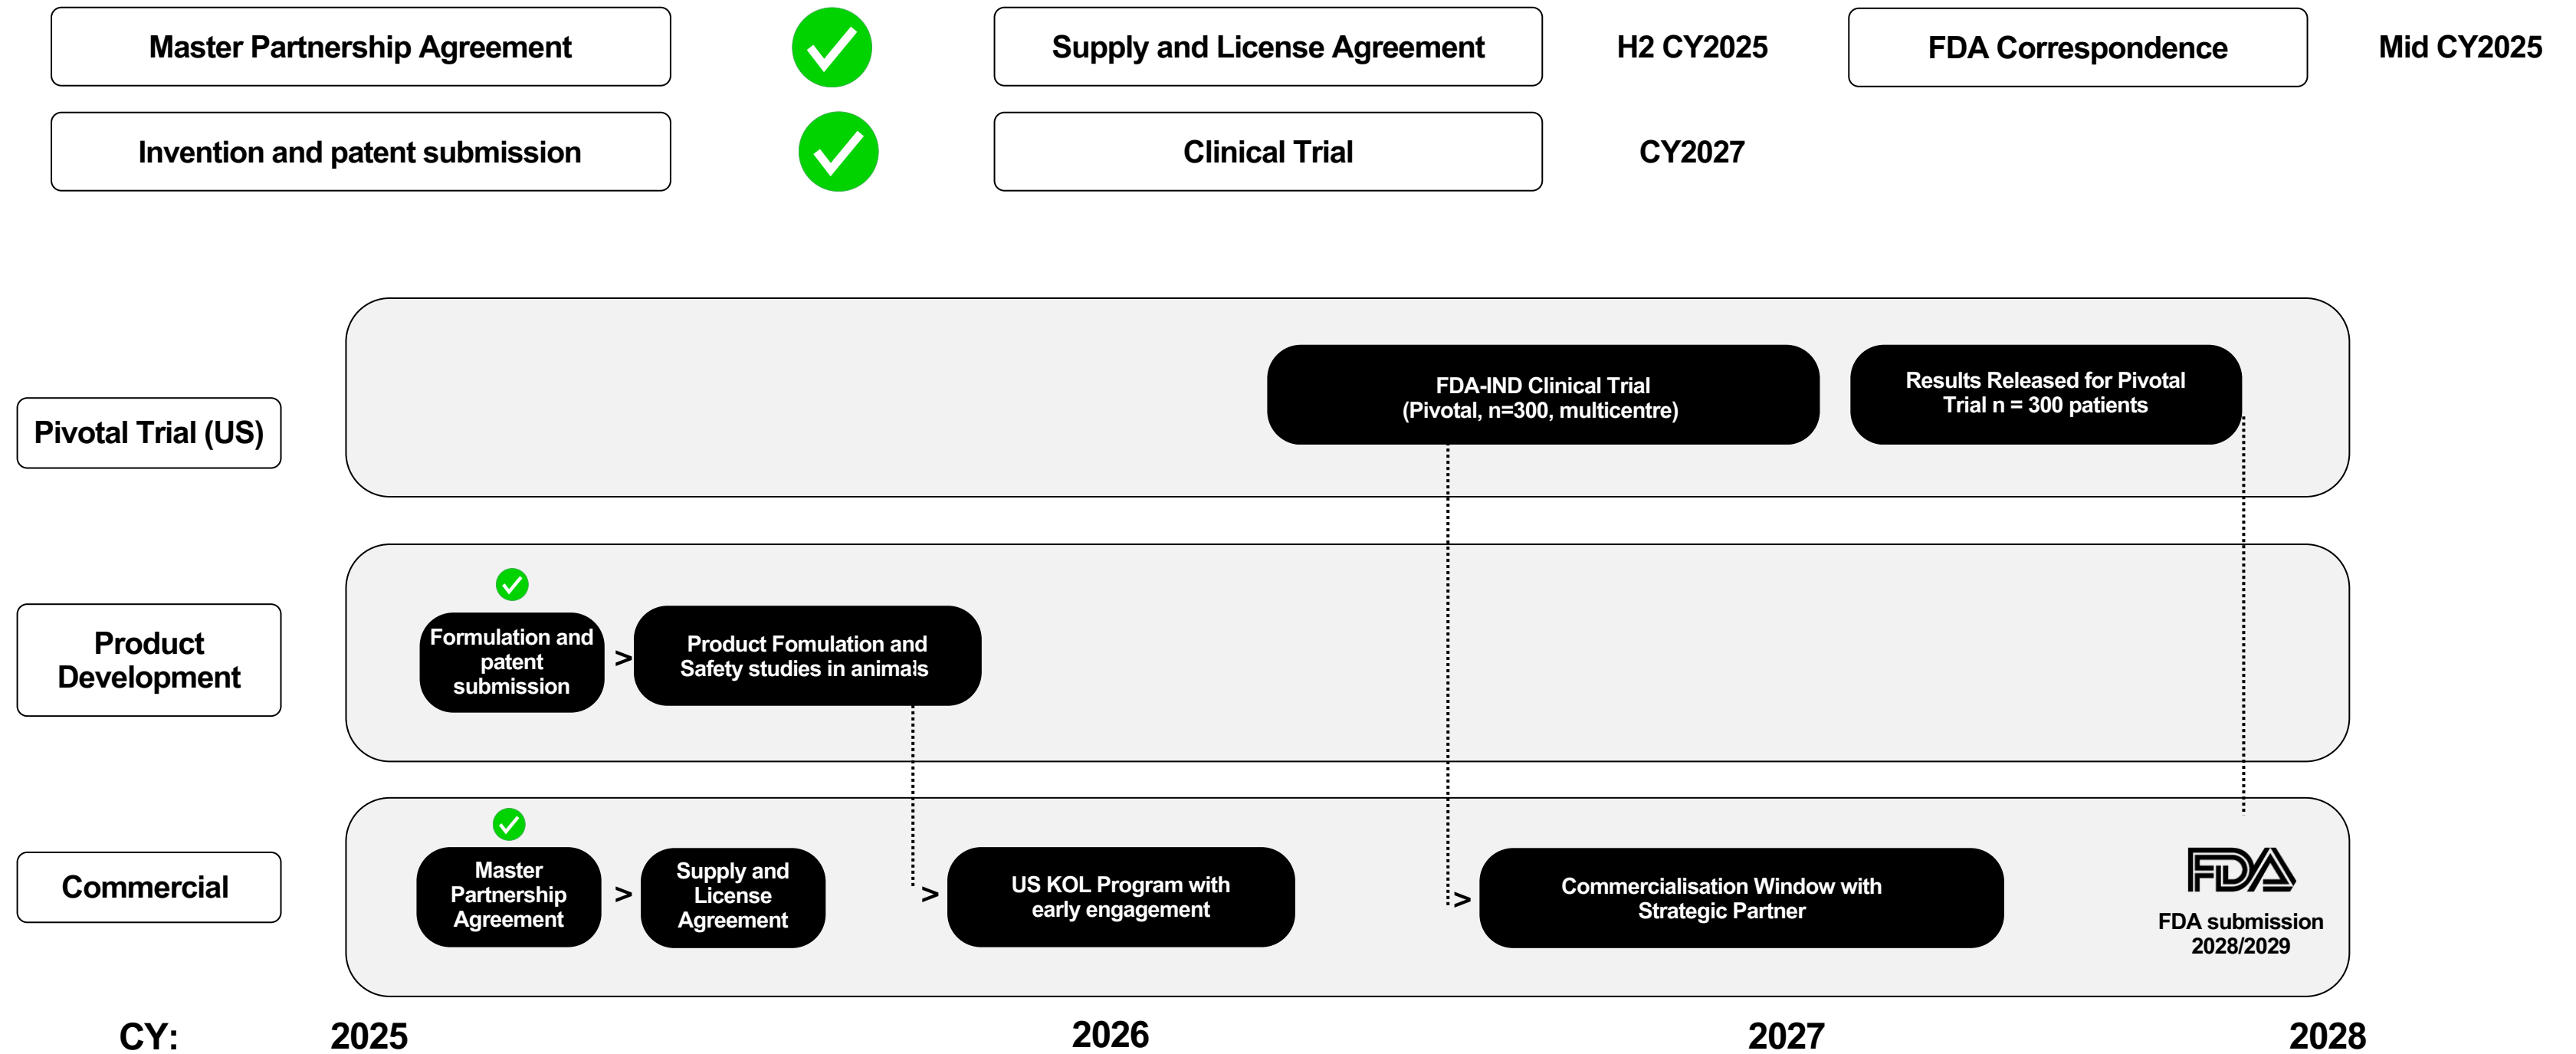 Master Partnership Agreement
Supply and License Agreement
H2 CY2025
FDA Correspondence
Mid CY2025
Invention and patent submission
Clinical Trial
CY2027
Pivotal Trial (US)
FDA-IND Clinical Trial
(Pivotal, n=300, multicentre)
Results Released for Pivotal
Trial n = 300 patients
Product
Development
Formulation and
patent
submission
>
Product Fomulation and
Safety studies in animals
Commercial
Master
Partnership
Agreement
>
Supply and
License
Agreement
>
US KOL Program with
early engagement
>
Commercialisation Window with
Strategic Partner
FDA
FDA submission
2028/2029
CY:
2025
2026
2027
2028